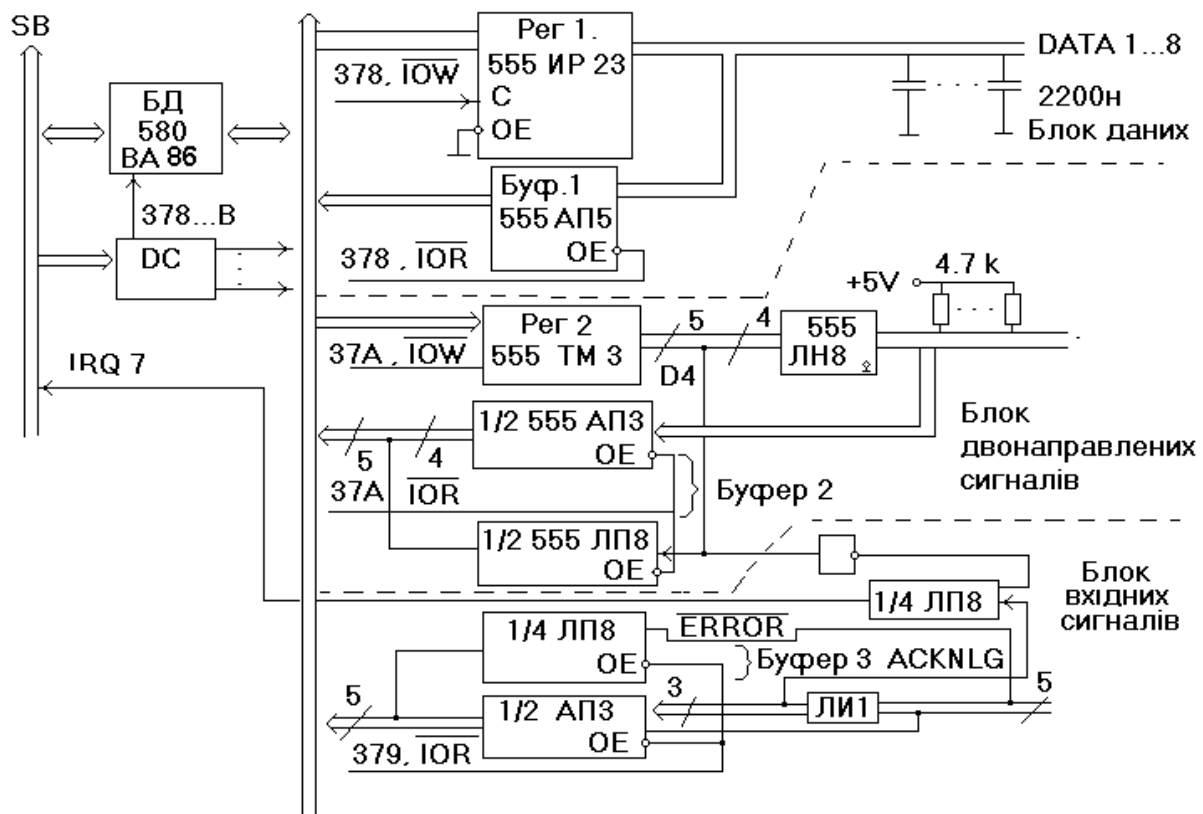 SB
БД
580
ВА 86
378...В
DC
IRQ 7
Рег 1.
555 ИР 23
378, IOW
C
OE
DATA 1...8
2200н
Блок даних
Буф.1
555 АП5
OE
378 , IOR
+5V
4.7 k
Рег 2
555 ТМ 3
37A , IOW
5
4
D4
555
ЛН8
1/2 555 АП3
OE
5
4
37A IOR
Буфер 2
Блок
двонаправлених
сигналів
1/2 555 ЛП8
OE
Блок
вхідних
сигналів
1/4 ЛП8
1/4 ЛП8
OE
ERROR
Буфер 3 ACKNLG
5
3
5
ЛИ1
1/2 АП3
OE
379, IOR